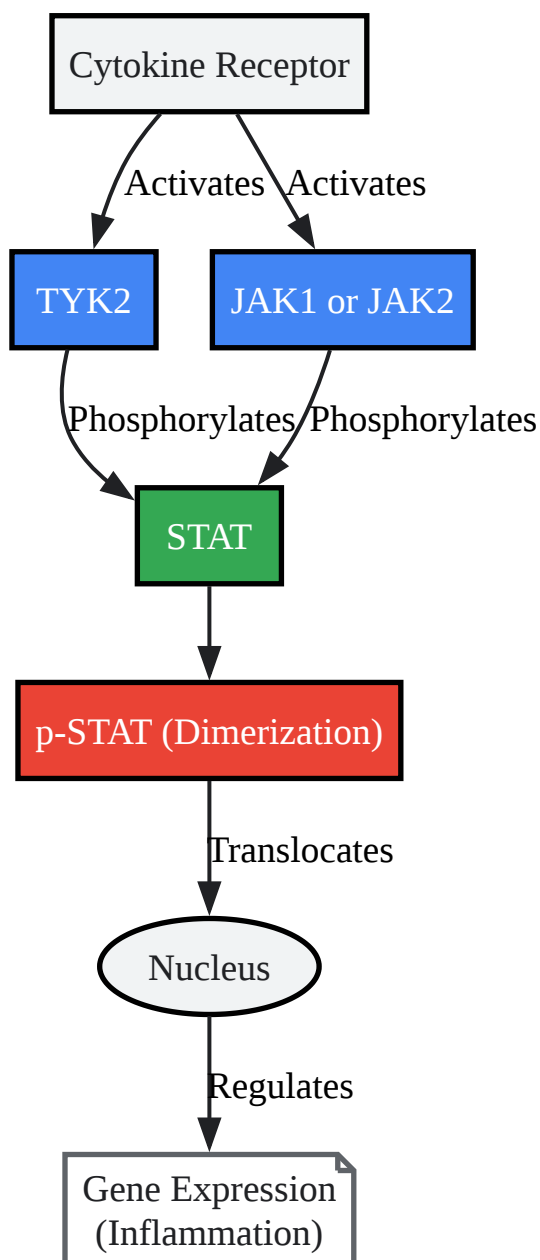 Cytokine Receptor
Activates
Activates
TYK2
JAK1 or JAK2
Phosphorylates
Phosphorylates
STAT
p-STAT (Dimerization)
Translocates
Nucleus
Regulates
Gene Expression
(Inflammation)